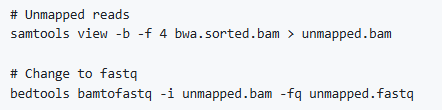 # Unmapped reads
samtools view -b -f 4 bwa.sorted.bam > unmapped.bam
# Change to fastq
bedtools bamtofastq -i unmapped.bam -fq unmapped.fastq